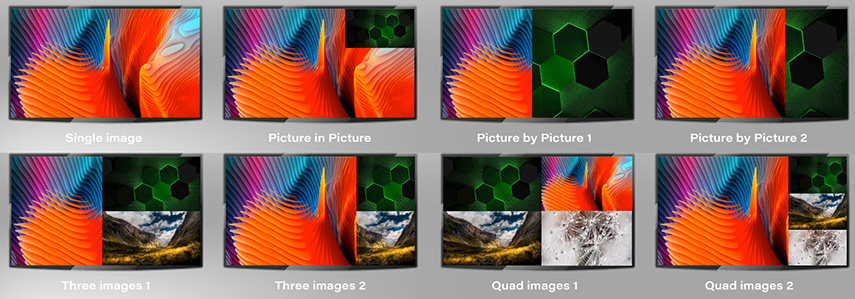 Single image
Picture in Picture
Picture by Picture 1
Picture by Picture 2
Three images 1
Three images 2
Quad images 1
Quad images 2